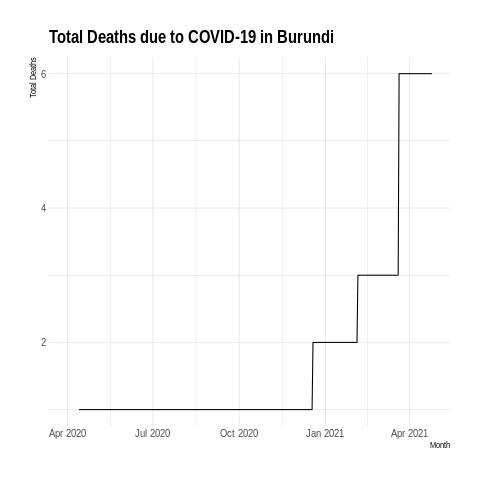 Total Deaths due to COVID-19 in Burundi
Total Deaths
6
4
2
Apr 2020
Jul 2020
Oct 2020
Jan 2021
Apr 2021
Month